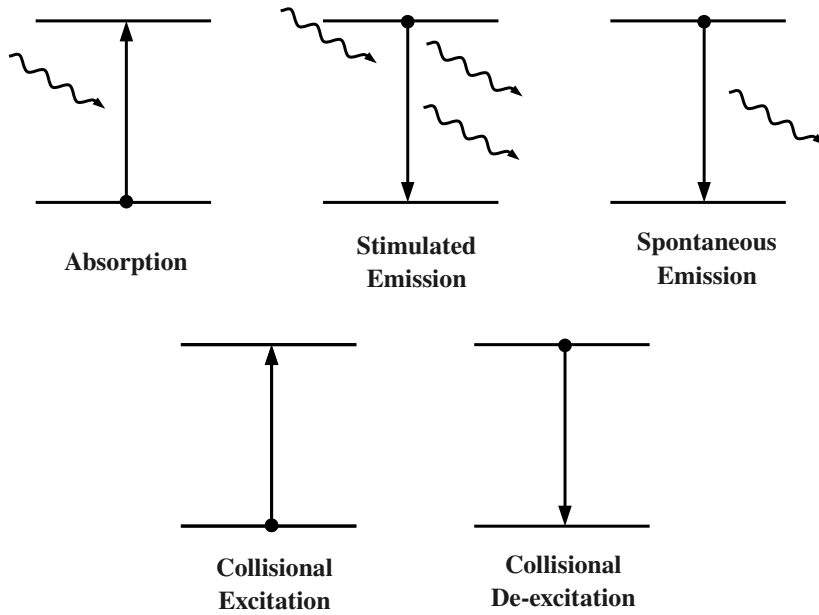 Absorption
Stimulated
Emission
Spontaneous
Emission
Collisional
Excitation
Collisional
De-excitation